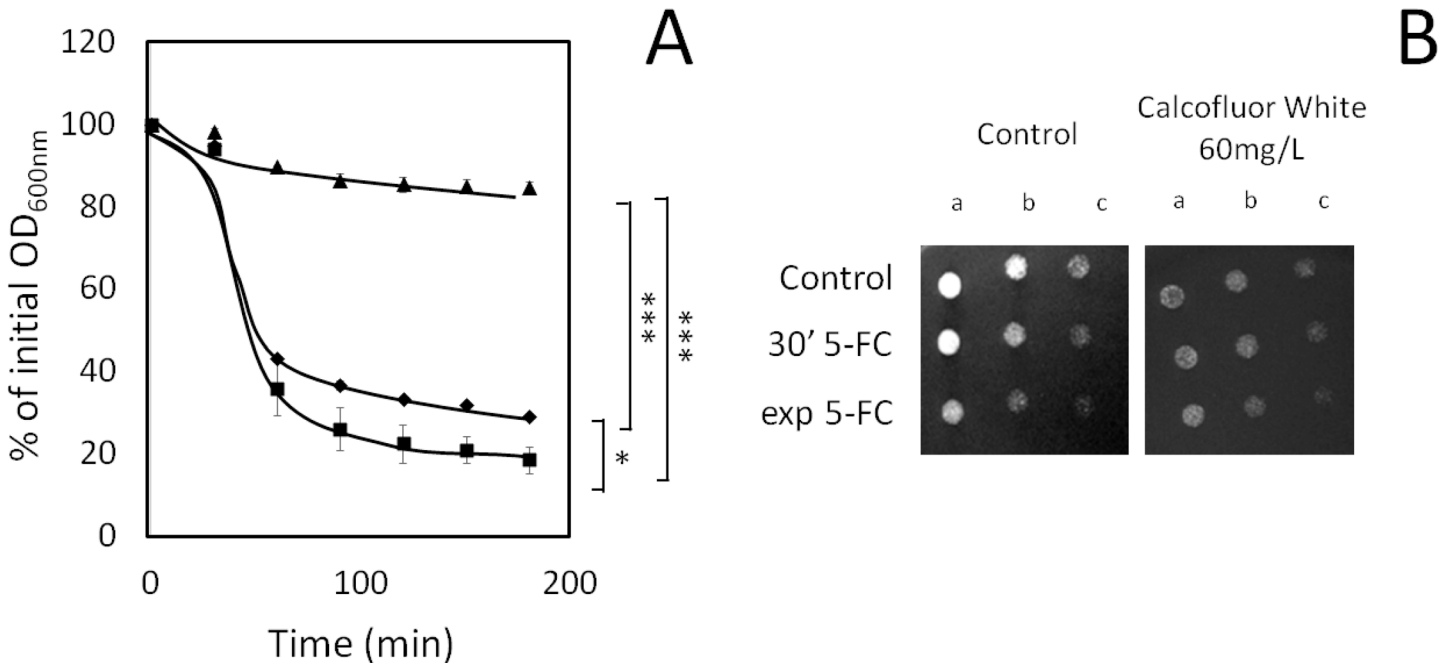 A
120
100
80
60
40
20
0
% of initial OD600nm
0
100
200
Time (min)
***
***
*
B
Control
Calcofluor White
60mg/L
a b c
a b c
Control
30' 5-FC
exp 5-FC